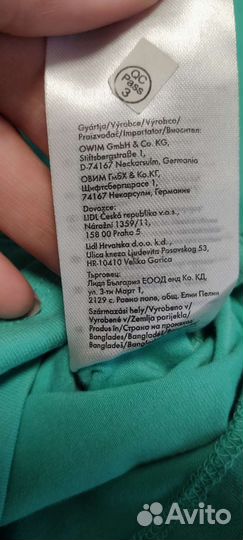 QC
Pass
3
Gyártja/Výrobce/Výrobca/
Proizvođač/Importator/Вносител:
OWIM GmbH & Co. KG,
Stiftsbergstraße 1,
D-74167 Neckarsulm, Germany
ОВИМ ГмбХ & Ко.КГ,
Щифтсбергщрасе 1,
74167 Некарсулм, Германия
Dovozce:
LIDL Česká republika v.o.s.,
Nárožní 1359/11,
158 00 Praha 5
Lidl Hrvatska d.o.o. k.d.,
Ulica kneza Ljudevita Posavskog 53,
HR-10410 Velika Gorica
Търговец:
Лидл България ЕООД енд Ко. КД,
ул. 3-ти Март 1,
2129 с. Равно поле, общ. Елин Пелин
Származási hely/Vyrobeno v/
Vyrobené v/Zemlja porijekla/
Produs în/Страна на произход:
Banglades/Bangladéš/Bangladéš/
Bangladeš/
Avito